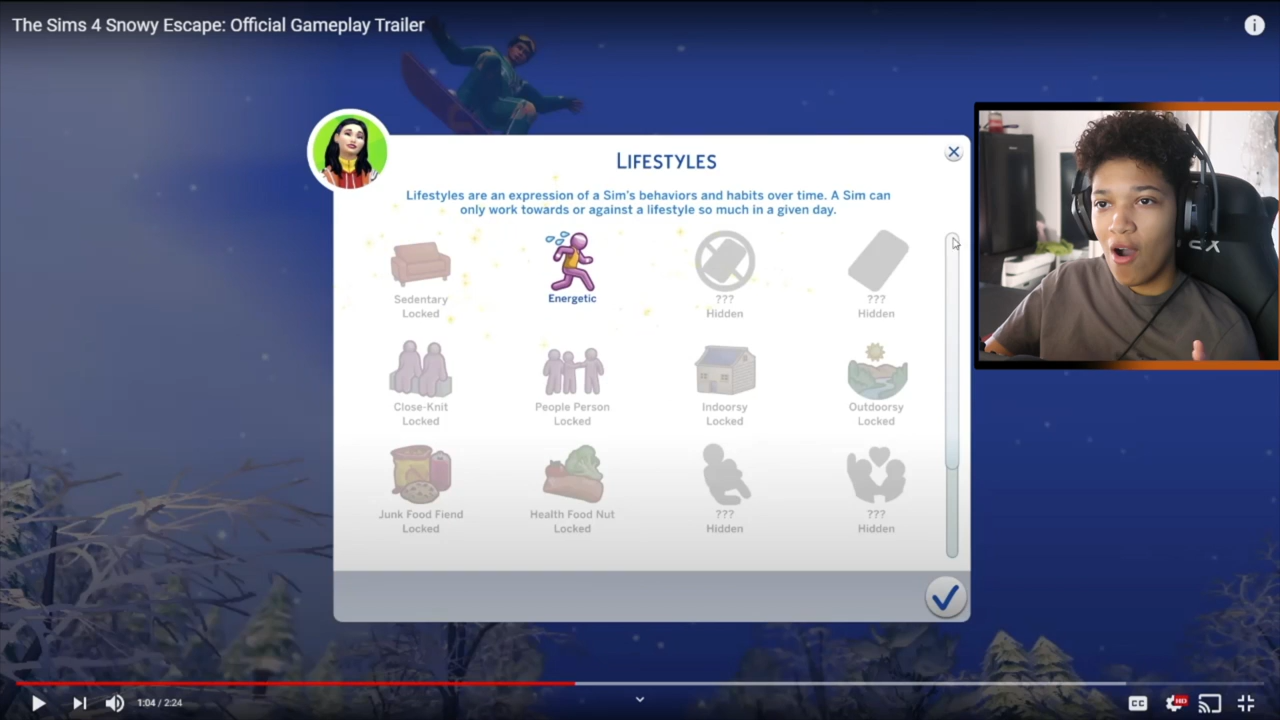 The Sims 4 Snowy Escape: Official Gameplay Trailer
LIFESTYLES
Lifestyles are an expression of a Sim's behaviors and habits over time. A Sim can
only work towards or against a lifestyle so much in a given day.
Sedentary
Locked
Energetic
???
Hidden
???
Hidden
Close-Knit
Locked
People Person
Locked
Indoorsy
Locked
Outdoorsy
Locked
Junk Food Fiend
Locked
Health Food Nut
Locked
???
Hidden
???
Hidden
1:04 / 2:24
CC
HD